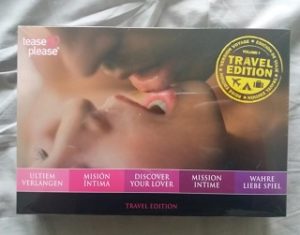 tease
please®
TRAVEL
EDITION
ULTIEM
VERLANGEN
MISIÓN
ÍNTIMA
DISCOVER
YOUR LOVER
MISSION
INTIME
WAHRE
LIEBE SPIEL
TRAVEL EDITION